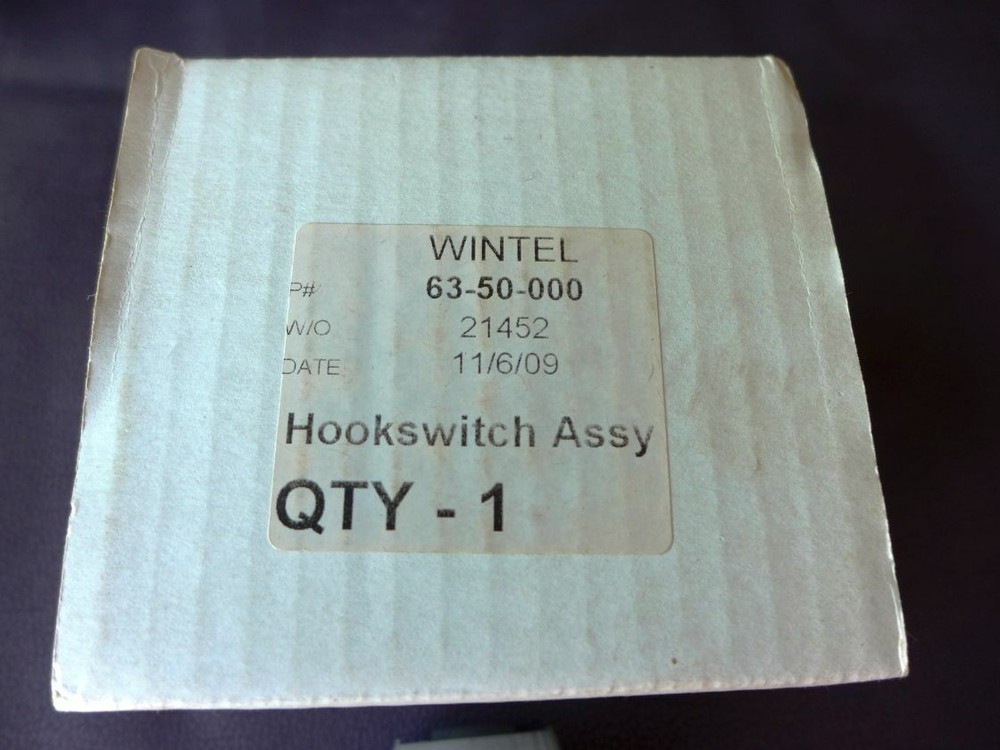 WINTEL
P# 63-50-000
W/O 21452
DATE 11/6/09
Hookswitch Assy
QTY - 1